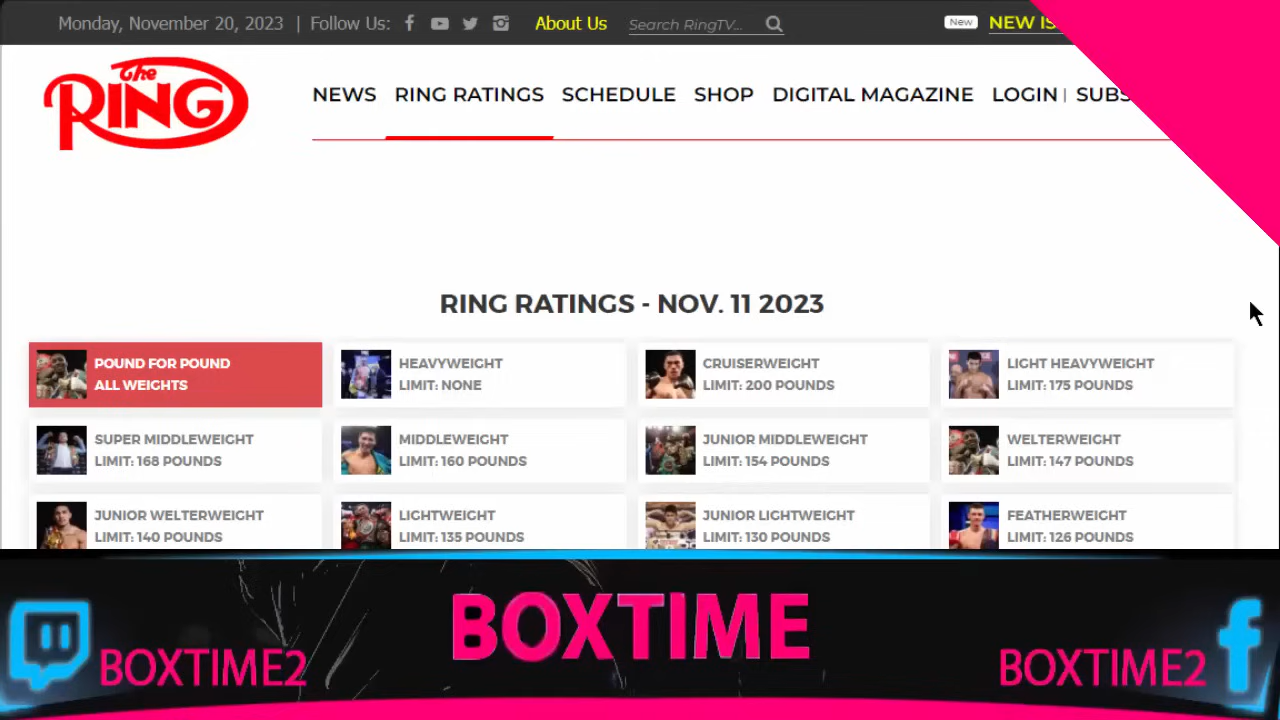 Monday, November 20, 2023 | Follow Us: About Us Search RingTV... New NEW IS
The RING
NEWS RING RATINGS SCHEDULE SHOP DIGITAL MAGAZINE LOGIN | SUBS
RING RATINGS - NOV. 11 2023
POUND FOR POUND
ALL WEIGHTS
HEAVYWEIGHT
LIMIT: NONE
CRUISERWEIGHT
LIMIT: 200 POUNDS
LIGHT HEAVYWEIGHT
LIMIT: 175 POUNDS
SUPER MIDDLEWEIGHT
LIMIT: 168 POUNDS
MIDDLEWEIGHT
LIMIT: 160 POUNDS
JUNIOR MIDDLEWEIGHT
LIMIT: 154 POUNDS
WELTERWEIGHT
LIMIT: 147 POUNDS
JUNIOR WELTERWEIGHT
LIMIT: 140 POUNDS
LIGHTWEIGHT
LIMIT: 135 POUNDS
JUNIOR LIGHTWEIGHT
LIMIT: 130 POUNDS
FEATHERWEIGHT
LIMIT: 126 POUNDS
BOXTIME
BOXTIME2
BOXTIME2